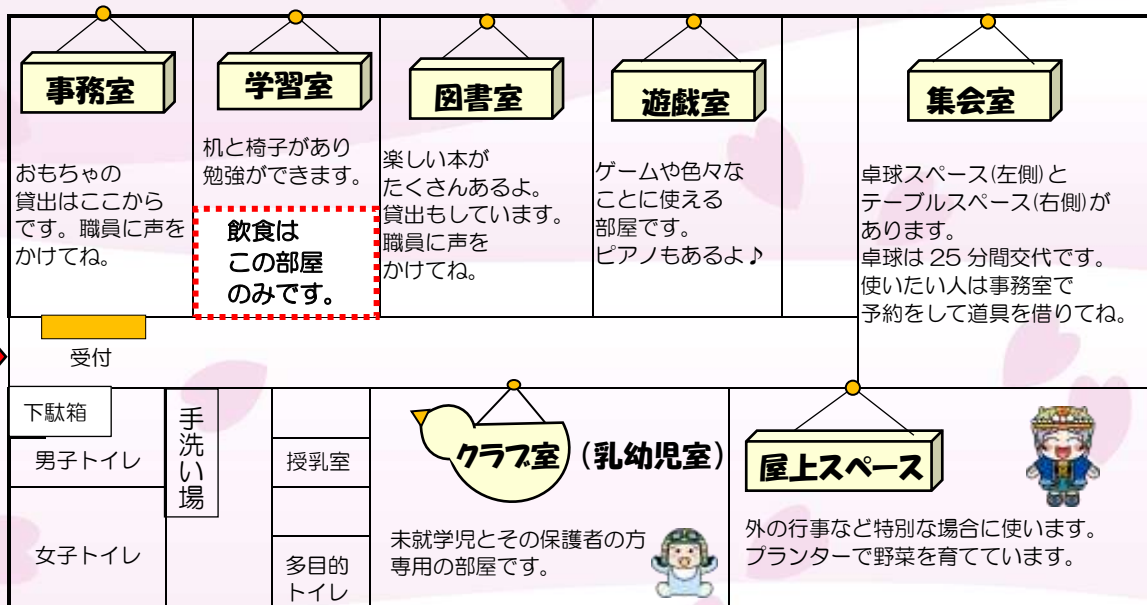 事務室
おもちゃの
貸出はここから
です。職員に声を
かけてね。
学習室
机と椅子があり
勉強ができます。
飲食は
この部屋
のみです。
図書室
楽しい本が
たくさんあるよ。
貸出もしています。
職員に声を
かけてね。
遊戯室
ゲームや色々な
ことに使える
部屋です。
ピアノもあるよ♪
集会室
卓球スペース(左側)と
テーブルスペース(右側)が
あります。
卓球は 25 分間交代です。
使いたい人は事務室で
予約をして道具を借りてね。
受付
下駄箱
男子トイレ
女子トイレ
手洗い場
授乳室
多目的
トイレ
クラブ室(乳幼児室)
未就学児とその保護者の方
専用の部屋です。
屋上スペース
外の行事など特別な場合に使います。
プランターで野菜を育てています。